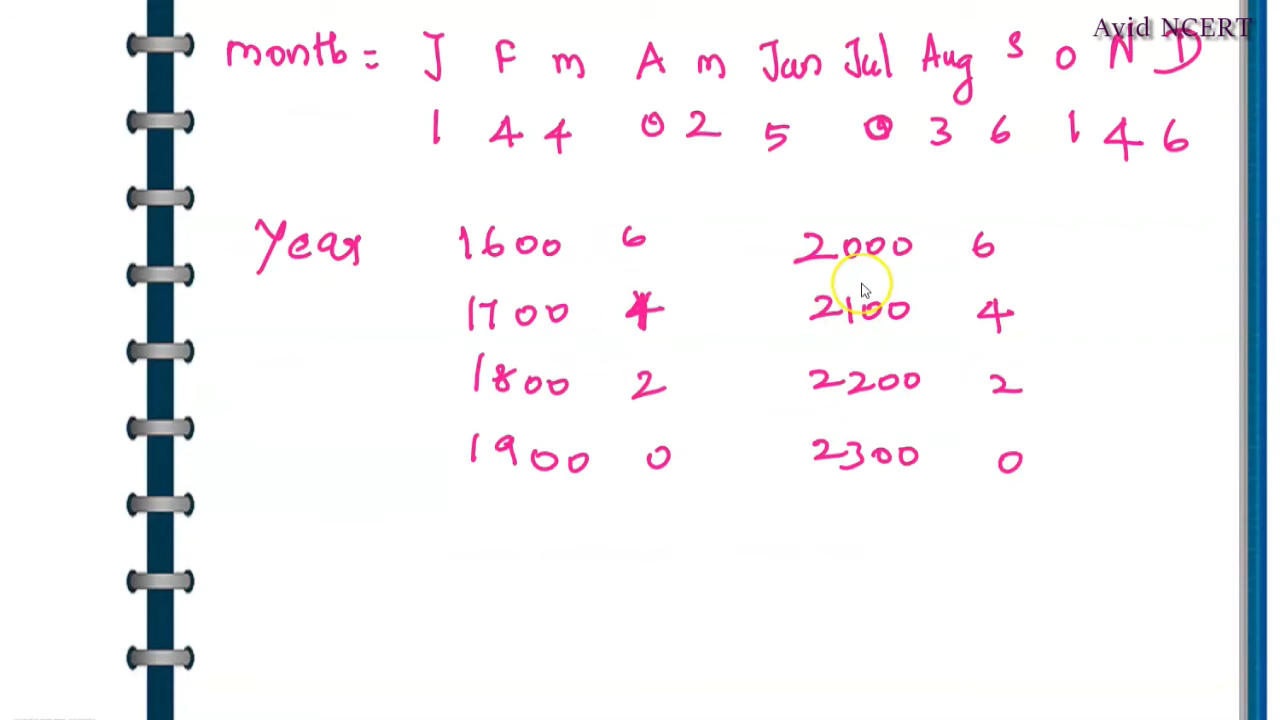 Avid NCERT
month = J F m A m Jun Jul Aug S O N D
1 4 4 0 2 5 0 3 6 1 4 6
Year 1600 6 2000 6
1700 4 2100 4
1800 2 2200 2
1900 0 2300 0